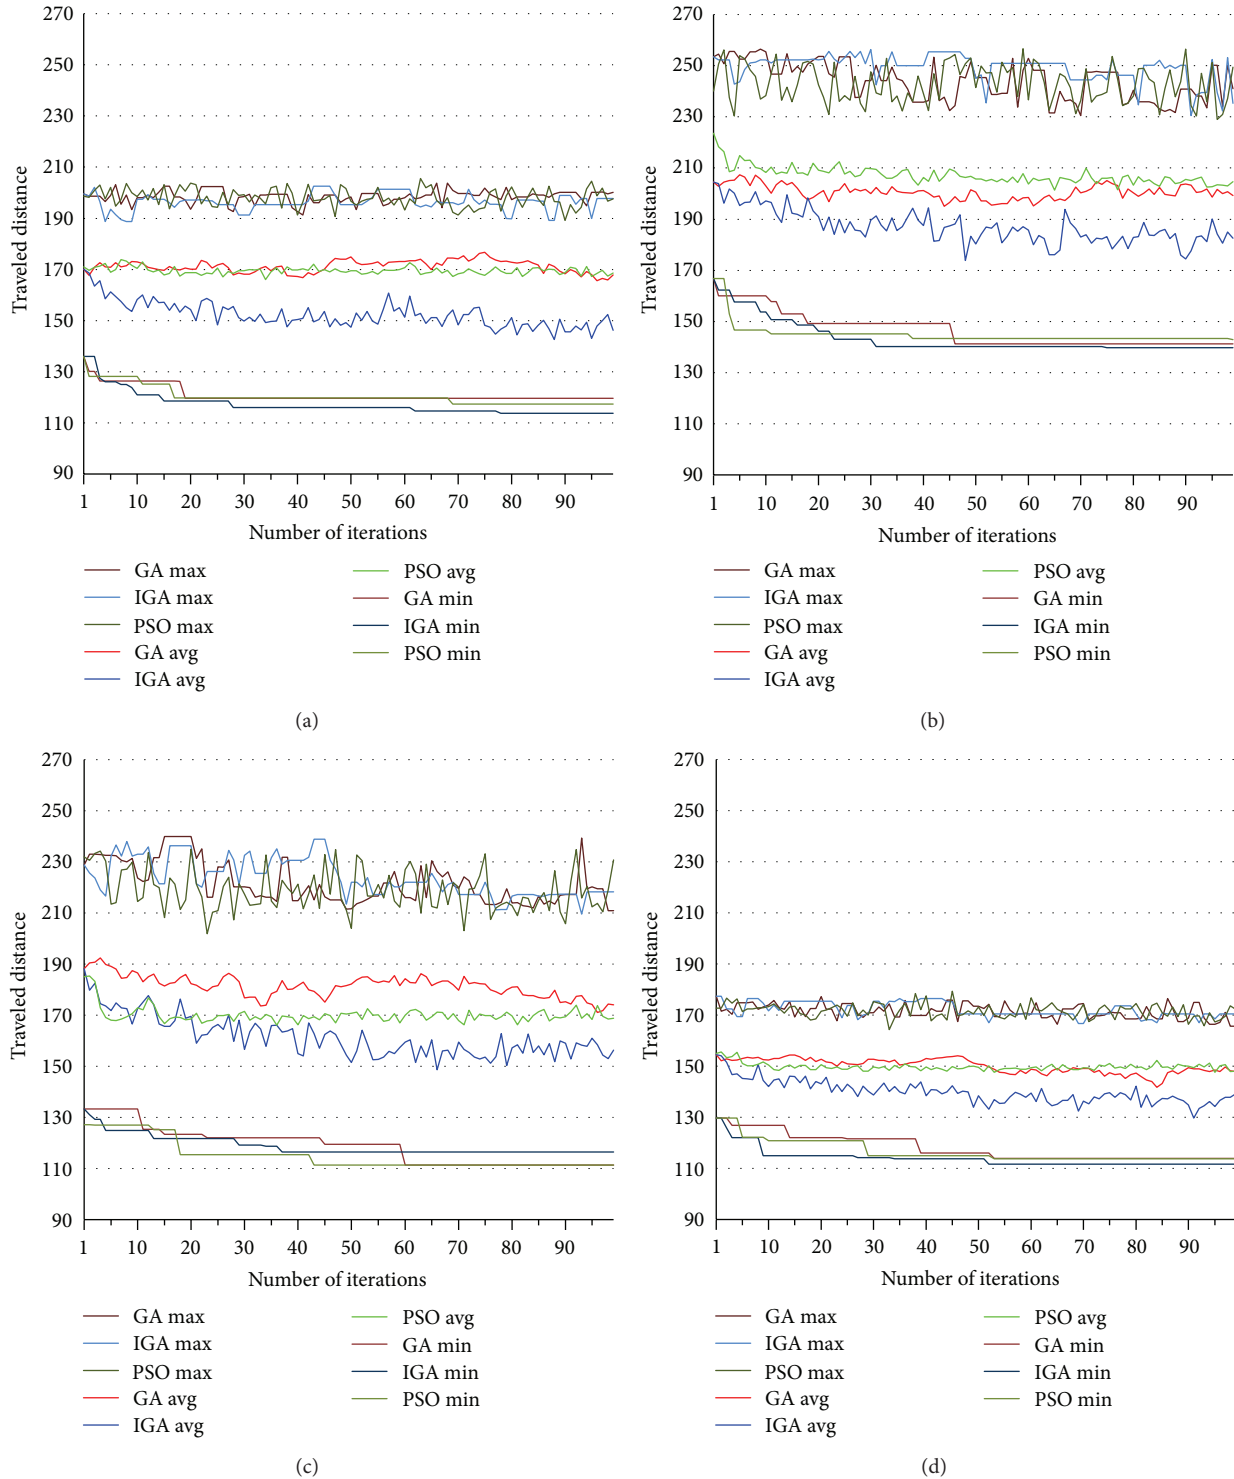 270
250
230
210
190
170
150
130
110
90
Traveled distance
1 10 20 30 40 50 60 70 80 90
Number of iterations
GA max
IGA max
PSO max
GA avg
IGA avg
PSO avg
GA min
IGA min
PSO min
(a)
270
250
230
210
190
170
150
130
110
90
Traveled distance
1 10 20 30 40 50 60 70 80 90
Number of iterations
GA max
IGA max
PSO max
GA avg
IGA avg
PSO avg
GA min
IGA min
PSO min
(b)
270
250
230
210
190
170
150
130
110
90
Traveled distance
1 10 20 30 40 50 60 70 80 90
Number of iterations
GA max
IGA max
PSO max
GA avg
IGA avg
PSO avg
GA min
IGA min
PSO min
(c)
270
250
230
210
190
170
150
130
110
90
Traveled distance
1 10 20 30 40 50 60 70 80 90
Number of iterations
GA max
IGA max
PSO max
GA avg
IGA avg
PSO avg
GA min
IGA min
PSO min
(d)